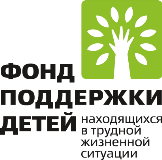 ФОНД
ПОДДЕРЖКИ
ДЕТЕЙ
находящихся
в трудной
жизненной
ситуации